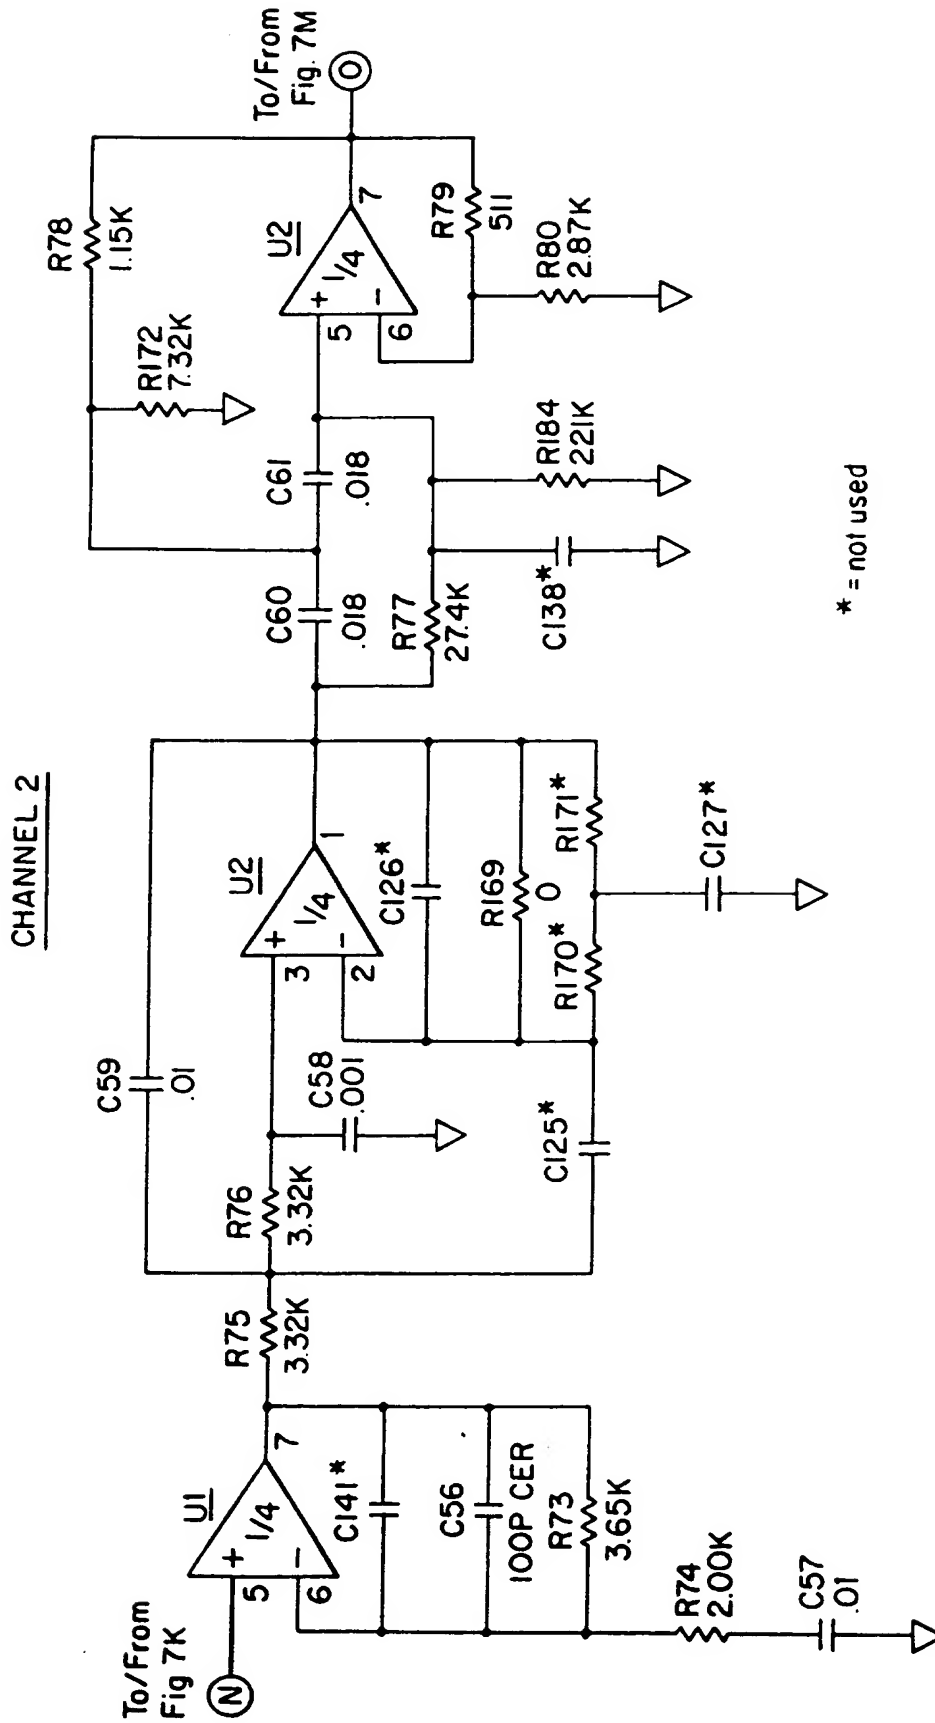 CHANNEL 2
To/From
Fig 7K
N
U1
1/4
+
-
5
6
7
C141*
C56
100P CER
R73
3.65K
R74
2.00K
C57
.01
R75
3.32K
R76
3.32K
C59
.01
C58
.001
U2
1/4
+
-
3
2
1
C126*
R169
0
R170*
R171*
C125*
C127*
C60
.018
C61
.018
R77
27.4K
C138*
R184
221K
R172
7.32K
R78
1.15K
U2
1/4
+
-
5
6
7
R79
511
R80
2.87K
To/From
Fig. 7M
O
* = not used